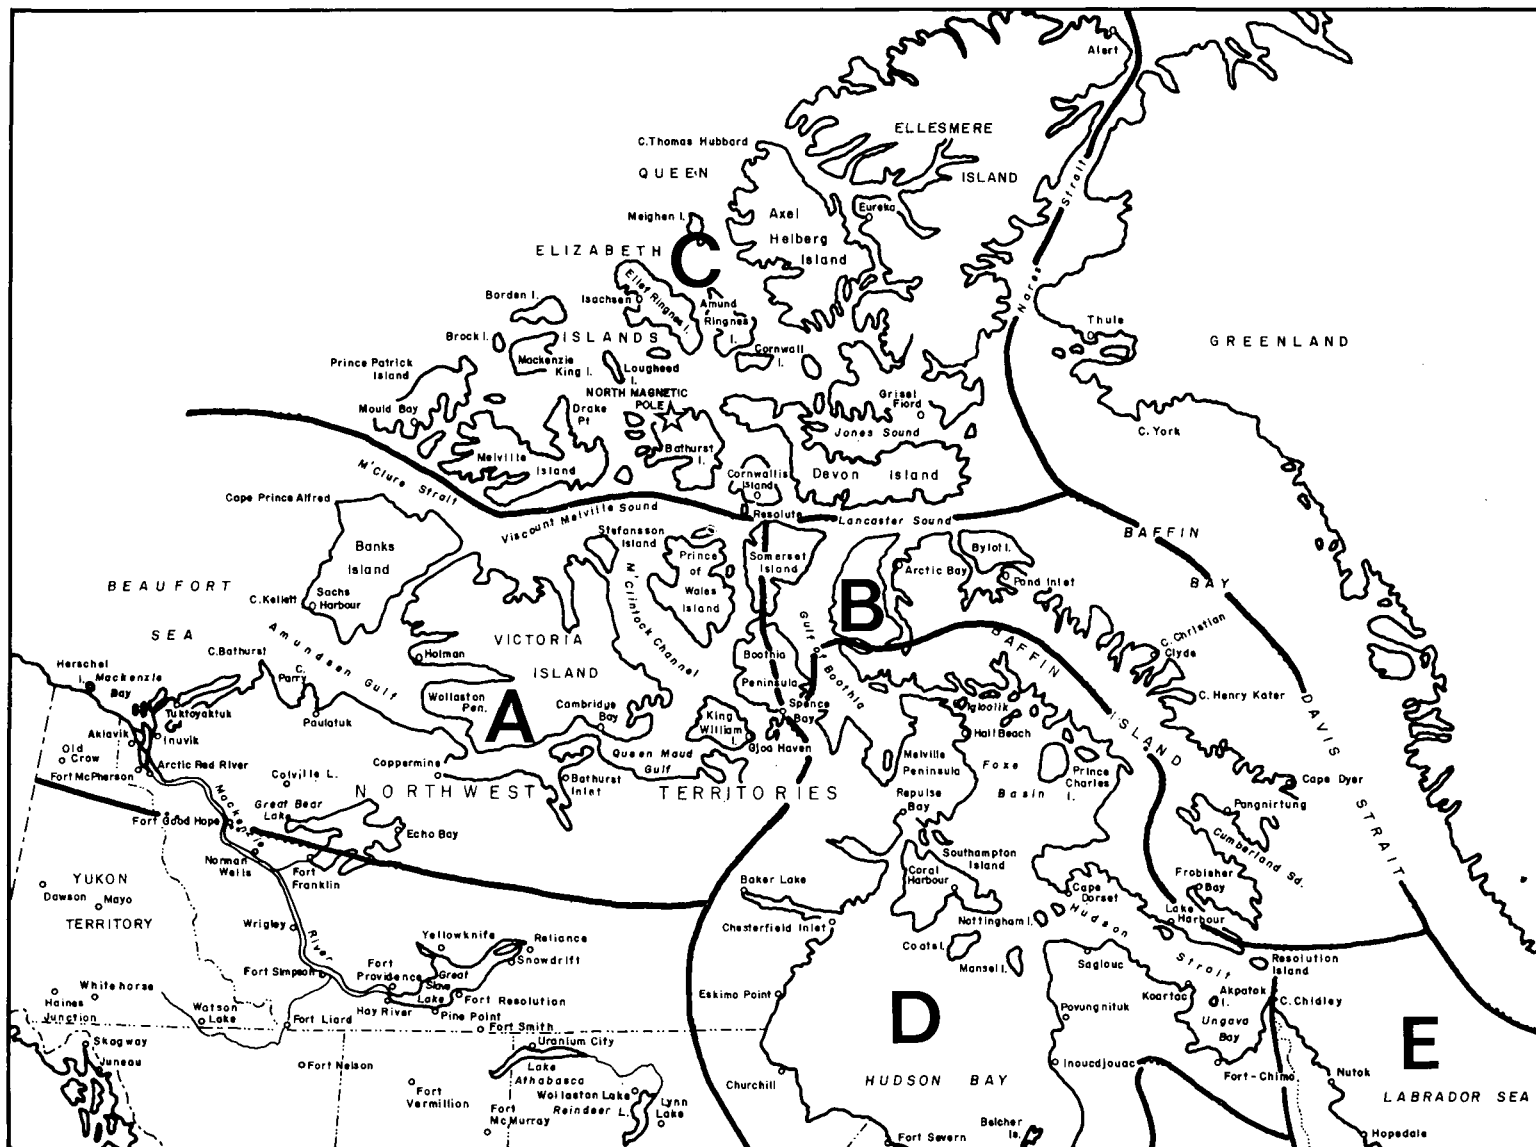 Alert
ELLESMERE
ISLAND
C. Thomas Hubbard
QUEEN
Meighen I.
Axel
Heiberg
Island
Eureka
ELIZABETH
C
Ellef Ringnes I.
Isachsen
Borden I.
Amund
Ringnes
I.
Nares Strait
Thule
GREENLAND
Brock I.
ISLANDS
Mackenzie
King I.
Cornwall
I.
Prince Patrick
Island
Lougheed
I.
NORTH MAGNETIC
POLE
Grise!
Fiord
Mould Bay
Drake
Pt
Jones Sound
C. York
Melville
Island
Bathurst
I.
Cornwallis
Island
Devon Island
M'Clure Strait
Cape Prince Alfred
Viscount Melville Sound
Resolute
Lancaster Sound
Stefansson
Island
BAFFIN
BAY
Banks
Island
Prince
of
Wales
Island
Somerset
Island
Bylot I.
Arctic Bay
Pond Inlet
BEAUFORT
SEA
Sachs
Harbour
C. Kellett
M'Clintock Channel
Gulf of Boothia
B
C. Christian
Clyde
Amundsen Gulf
VICTORIA
ISLAND
Holman
C. Bathurst
C.
Parry
Boothia
Peninsula
BAFFIN
ISLAND
C. Henry Kater
Herschel
I.
Mackenzie
Bay
Tuktoyaktuk
Paulatuk
Wollaston
Pen.
A
Cambridge
Bay
King
William
I.
Spence
Bay
Igloolik
DAVIS
STRAIT
Aklavik
Inuvik
Old
Crow
Fort McPherson
Arctic Red River
Gjoa Haven
Hall Beach
Queen Maud
Gulf
Melville
Peninsula
Foxe
Basin
Prince
Charles
I.
Cape Dyer
Coppermine
Bathurst
Inlet
Colville L.
NORTHWEST TERRITORIES
Repulse
Bay
Pangnirtung
Mackenzie
River
Great Bear
Lake
Fort Good Hope
Echo Bay
Cumberland Sd.
Norman
Wells
Fort
Franklin
Southampton
Island
Coral
Harbour
YUKON
TERRITORY
Dawson
Mayo
Baker Lake
Cape
Dorset
Frobisher
Bay
Lake
Harbour
Wrigley
Chesterfield Inlet
Nottingham I.
Hudson
Strait
Yellowknife
Reliance
Snowdrift
Coats I.
Mansel I.
Saglouc
Resolution
Island
Fort Simpson
Fort
Providence
Great
Slave
Lake
Fort Resolution
Whitehorse
Haines
Junction
Watson
Lake
Fort Liard
Hay River
Pine Point
Fort Smith
Eskimo Point
D
Povungnituk
Koartac
Akpatok
I.
C. Chidley
Ungava
Bay
E
Skagway
Juneau
Fort Nelson
Uranium City
Lake
Athabasca
Wollaston Lake
Reindeer L.
Lynn
Lake
Fort
Vermillion
Fort
McMurray
Churchill
HUDSON BAY
Inoucdjouac
Fort-Chimo
Nutak
LABRADOR SEA
Belcher
Is.
Fort Severn
Hopedale